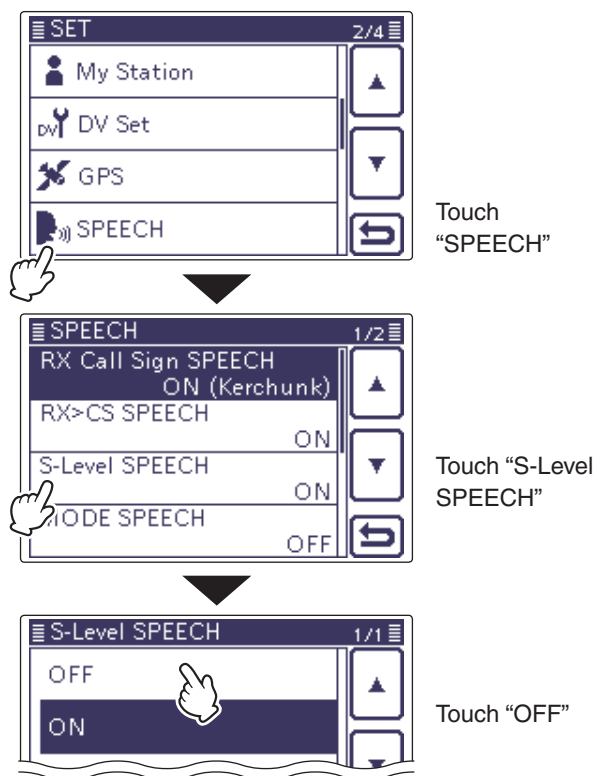 SET 2/4
My Station
DV DV Set
GPS
SPEECH
Touch
“SPEECH”
SPEECH 1/2
RX Call Sign SPEECH
ON (Kerchunk)
RX>CS SPEECH
ON
S-Level SPEECH
ON
MODE SPEECH
OFF
Touch “S-Level
SPEECH”
S-Level SPEECH 1/1
OFF
ON
Touch “OFF”